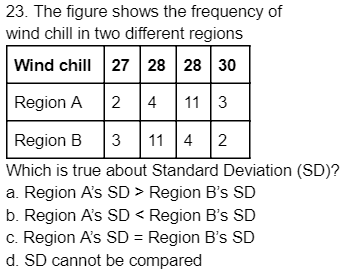 23. The figure shows the frequency of
wind chill in two different regions
Wind chill 27 28 28 30
Region A 2 4 11 3
Region B 3 11 4 2
Which is true about Standard Deviation (SD)?
a. Region A's SD > Region B's SD
b. Region A's SD < Region B's SD
c. Region A's SD = Region B's SD
d. SD cannot be compared